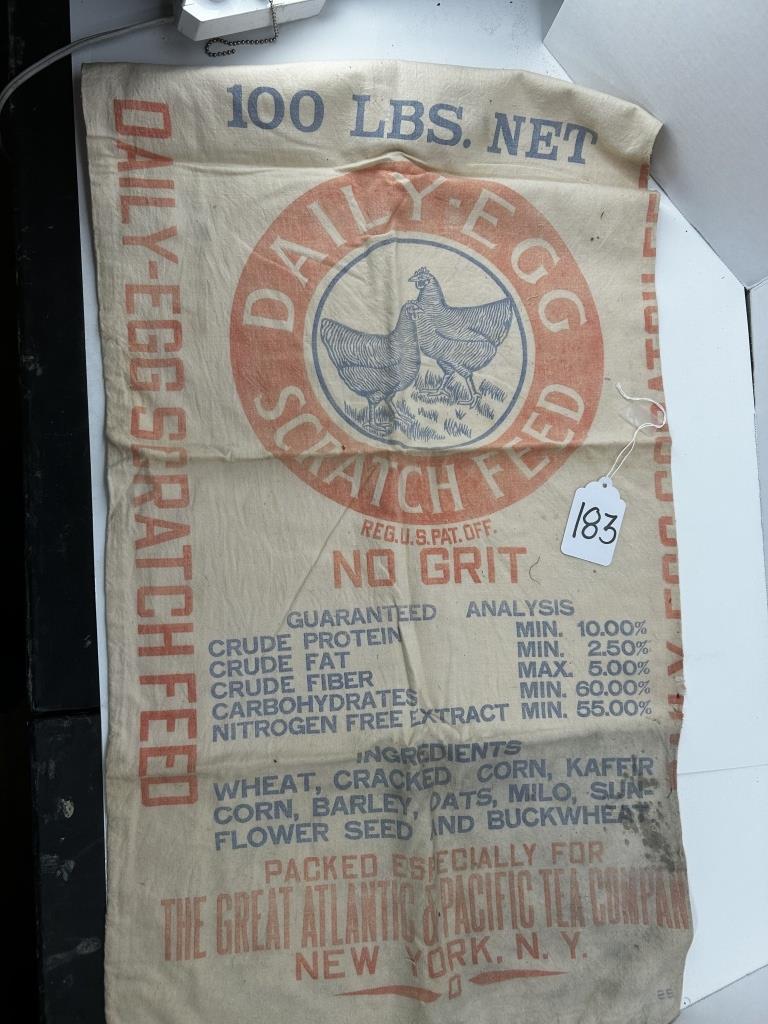 100 LBS. NET
DAILY-EGG
SCRATCH FEED
REG. U.S. PAT. OFF.
NO GRIT
GUARANTEED ANALYSIS
CRUDE PROTEIN MIN. 10.00%
CRUDE FAT MIN. 2.50%
CRUDE FIBER MAX. 5.00%
CARBOHYDRATES MIN. 60.00%
NITROGEN FREE EXTRACT MIN. 55.00%
INGREDIENTS
WHEAT, CRACKED CORN, KAFFIR
CORN, BARLEY, OATS, MILO, SUN-
FLOWER SEED AND BUCKWHEAT.
PACKED ESPECIALLY FOR
THE GREAT ATLANTIC & PACIFIC TEA COMPAN
NEW YORK, N. Y.
DAILY-EGG SCRATCH FEED
183